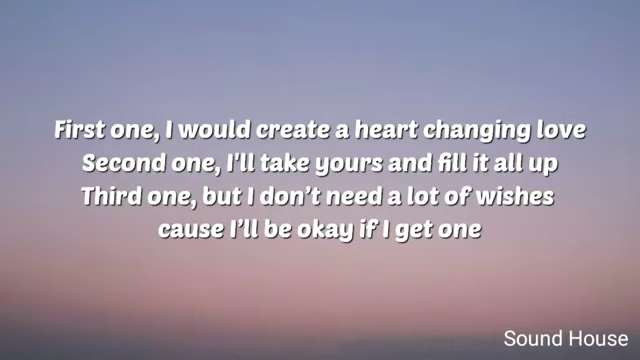 First one, I would create a heart changing love
Second one, I'll take yours and fill it all up
Third one, but I don’t need a lot of wishes
cause I’ll be okay if I get one
Sound House